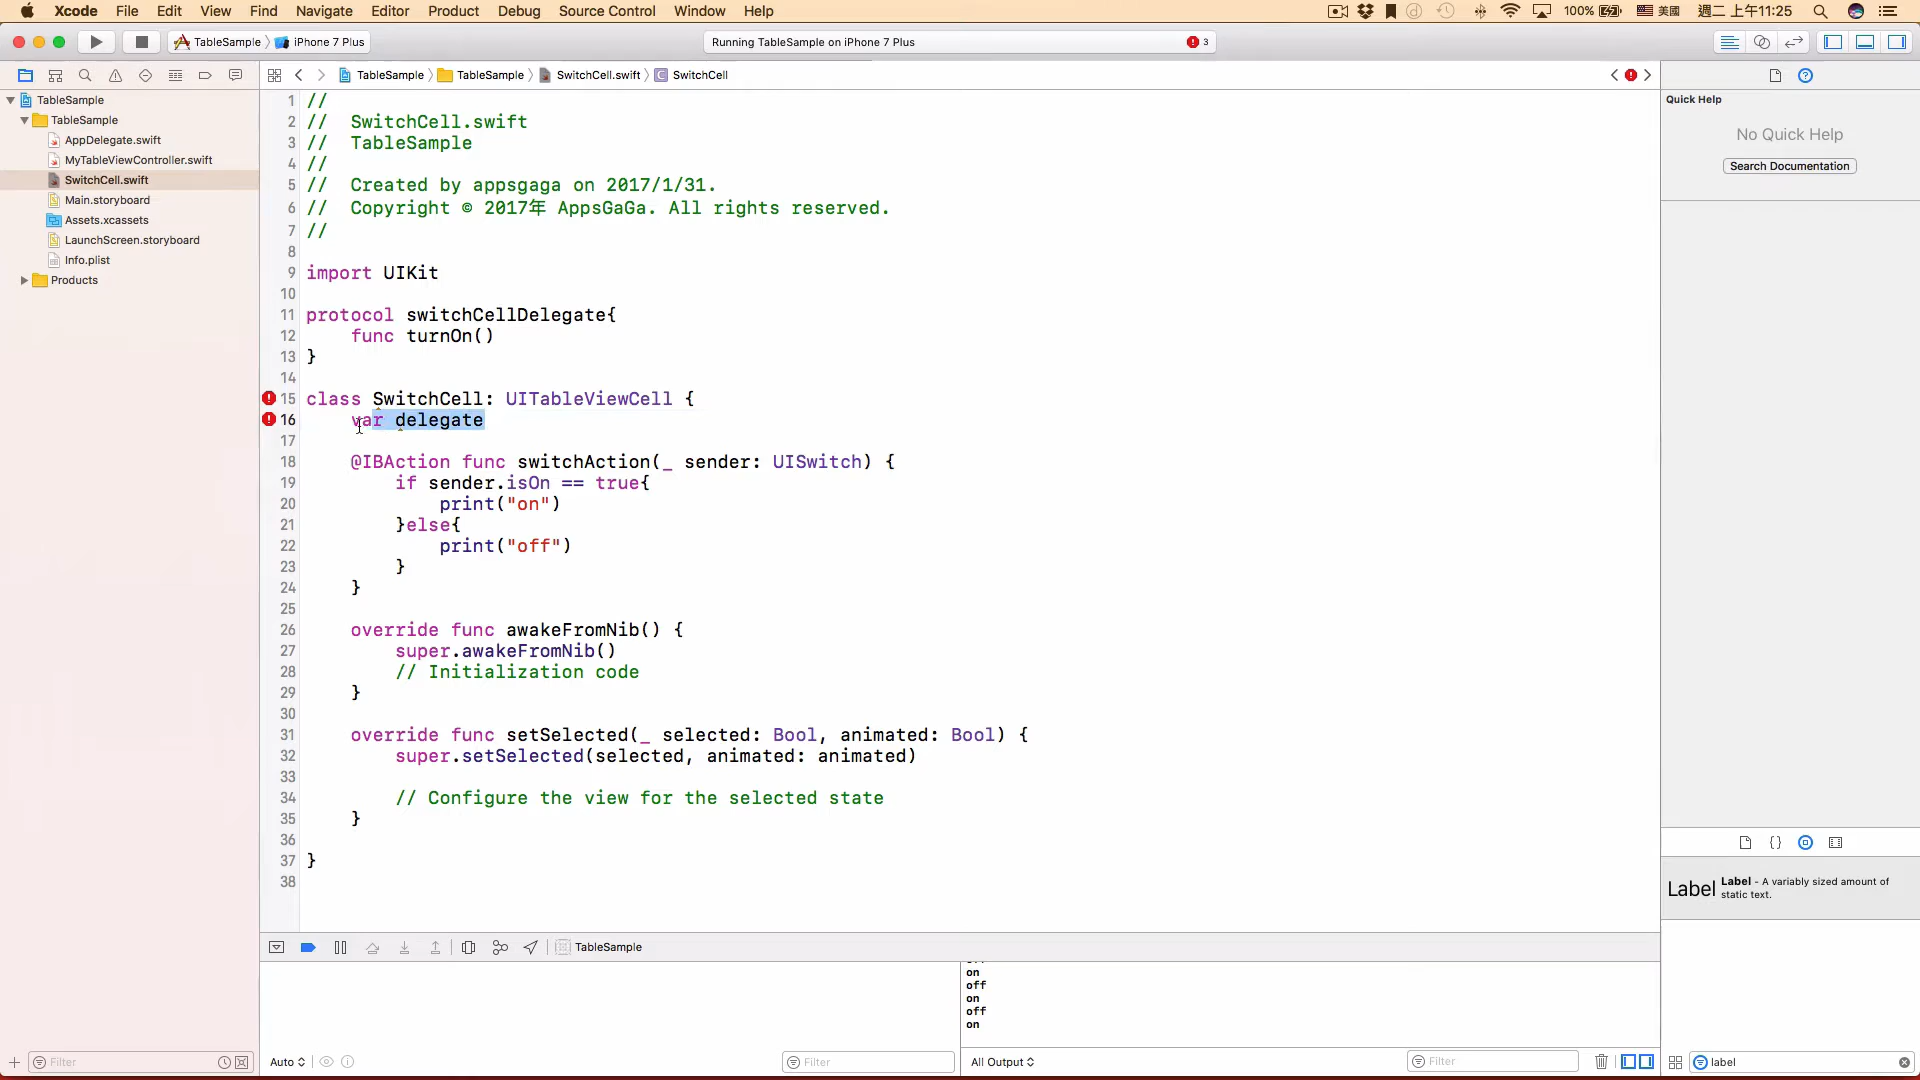 Xcode File Edit View Find Navigate Editor Product Debug Source Control Window Help 100% 美國 週二 上午11:25
TableSample iPhone 7 Plus Running TableSample on iPhone 7 Plus 3
TableSample TableSample SwitchCell.swift SwitchCell
TableSample
TableSample
AppDelegate.swift
MyTableViewController.swift
SwitchCell.swift
Main.storyboard
Assets.xcassets
LaunchScreen.storyboard
Info.plist
Products
1 //
2 // SwitchCell.swift
3 // TableSample
4 //
5 // Created by appsgaga on 2017/1/31.
6 // Copyright © 2017年 AppsGaGa. All rights reserved.
7 //
8
9 import UIKit
10
11 protocol switchCellDelegate{
12 func turnOn()
13 }
14
15 class SwitchCell: UITableViewCell {
16 var delegate
17
18 @IBAction func switchAction(_ sender: UISwitch) {
19 if sender.isOn == true{
20 print("on")
21 }else{
22 print("off")
23 }
24 }
25
26 override func awakeFromNib() {
27 super.awakeFromNib()
28 // Initialization code
29 }
30
31 override func setSelected(_ selected: Bool, animated: Bool) {
32 super.setSelected(selected, animated: animated)
33
34 // Configure the view for the selected state
35 }
36
37 }
38
Quick Help
No Quick Help
Search Documentation
Label Label - A variably sized amount of
static text.
TableSample
on
off
on
off
on
Filter
Auto
Filter
All Output
Filter
label